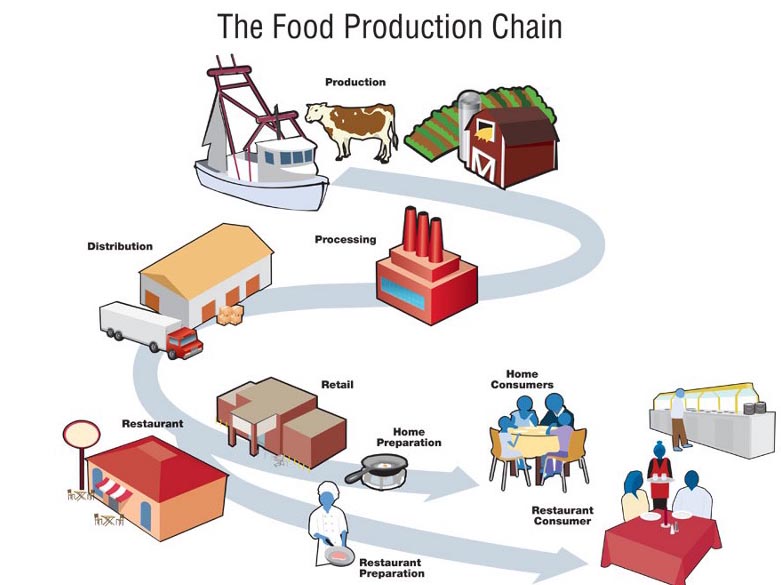 The Food Production Chain
Production
Distribution
Processing
Retail
Home
Consumers
Restaurant
Home
Preparation
Restaurant
Consumer
Restaurant
Preparation